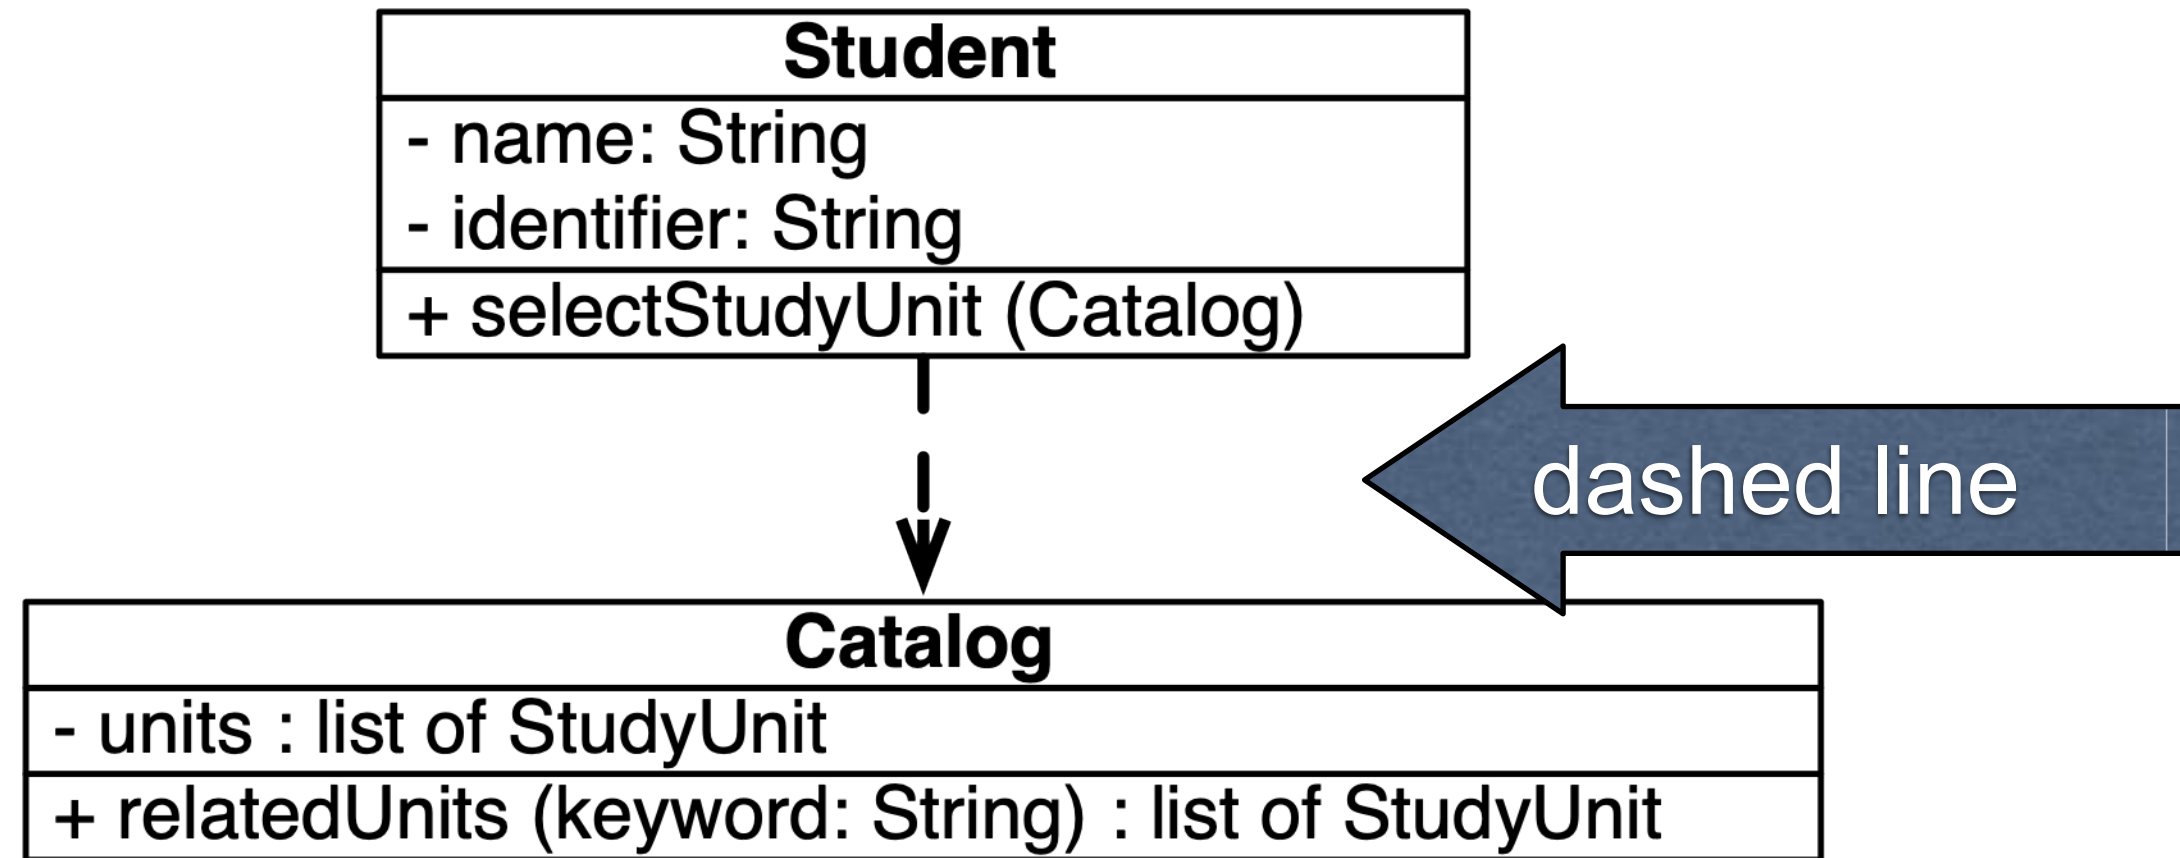 Student
- name: String
- identifier: String
+ selectStudyUnit (Catalog)
dashed line
Catalog
- units : list of StudyUnit
+ relatedUnits (keyword: String) : list of StudyUnit